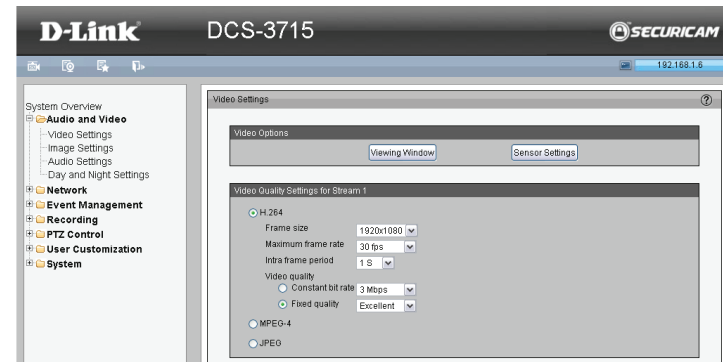 D-Link
DCS-3715
SECURICAM
192.168.1.6
System Overview
Audio and Video
Video Settings
Image Settings
Audio Settings
Day and Night Settings
Network
Event Management
Recording
PTZ Control
User Customization
System
Video Settings
?
Video Options
Viewing Window
Sensor Settings
Video Quality Settings for Stream 1
H.264
Frame size 1920x1080
Maximum frame rate 30 fps
Intra frame period 1 S
Video quality
Constant bit rate 3 Mbps
Fixed quality Excellent
MPEG-4
JPEG